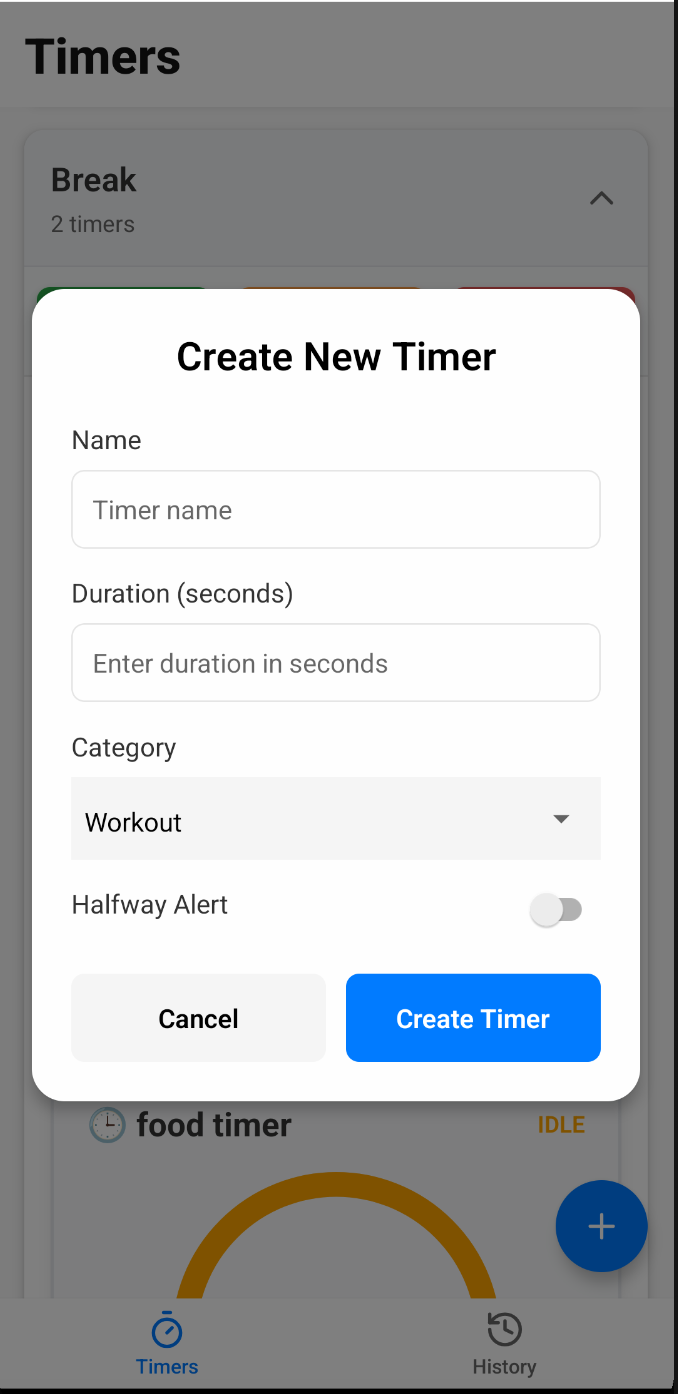 Timers
Break
2 timers
Create New Timer
Name
Timer name
Duration (seconds)
Enter duration in seconds
Category
Workout
Halfway Alert
Cancel
Create Timer
food timer
IDLE
Timers
History